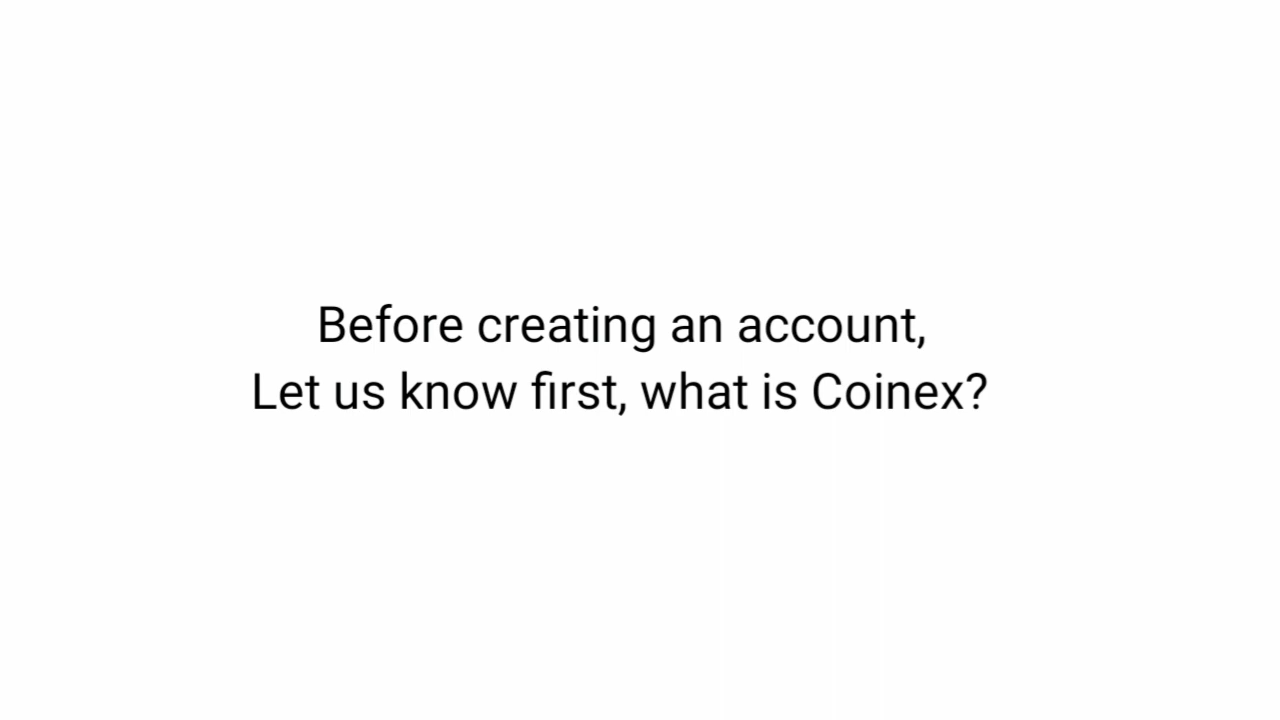 Before creating an account,
Let us know first, what is Coinex?